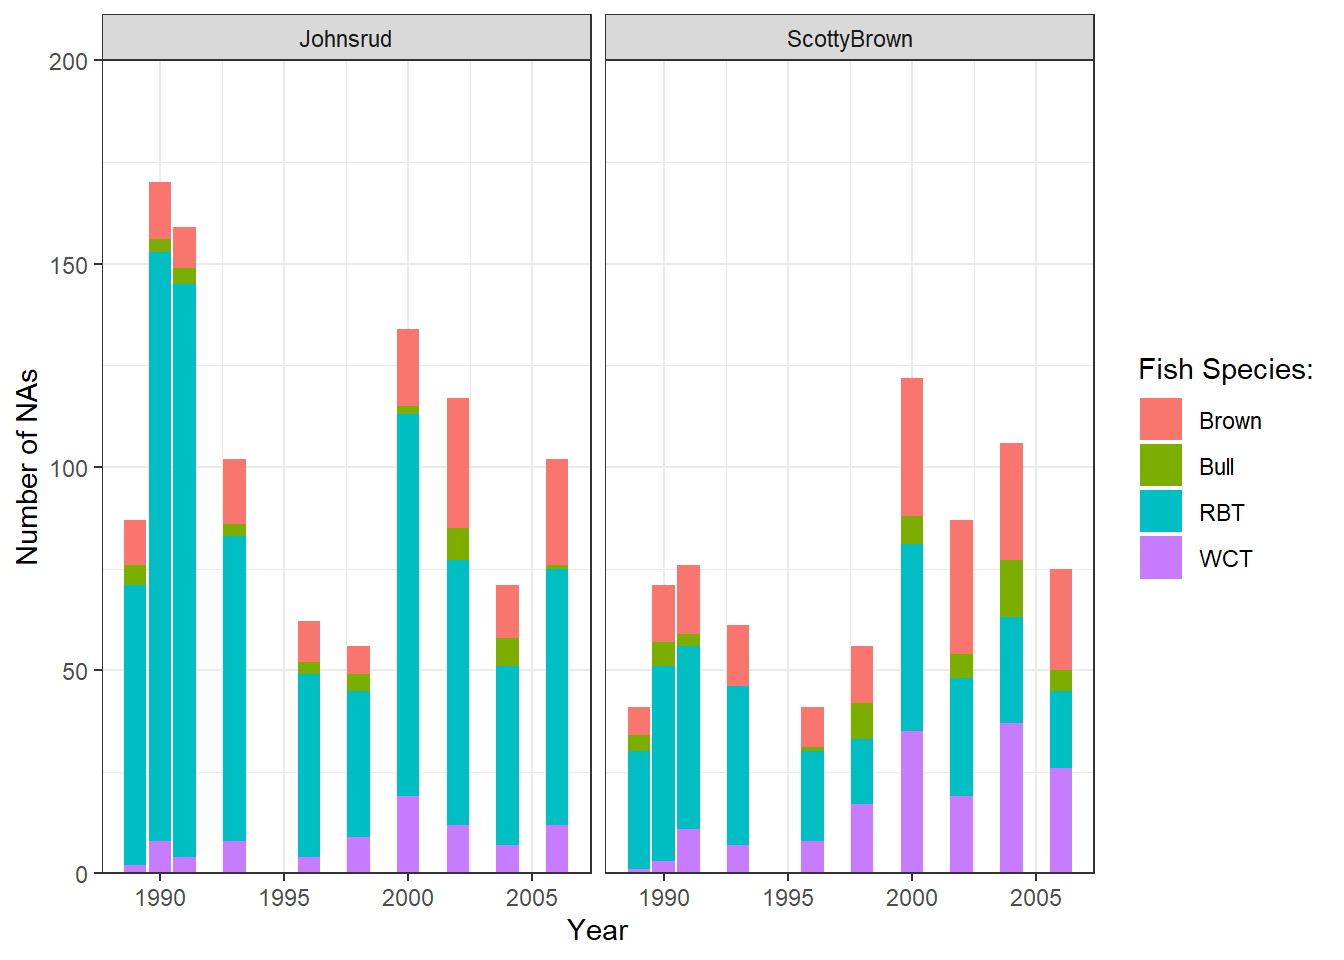 Johnsrud
ScottyBrown
200
150
100
50
0
Number of NAs
1990
1995
2000
2005
1990
1995
2000
2005
Year
Fish Species:
Brown
Bull
RBT
WCT